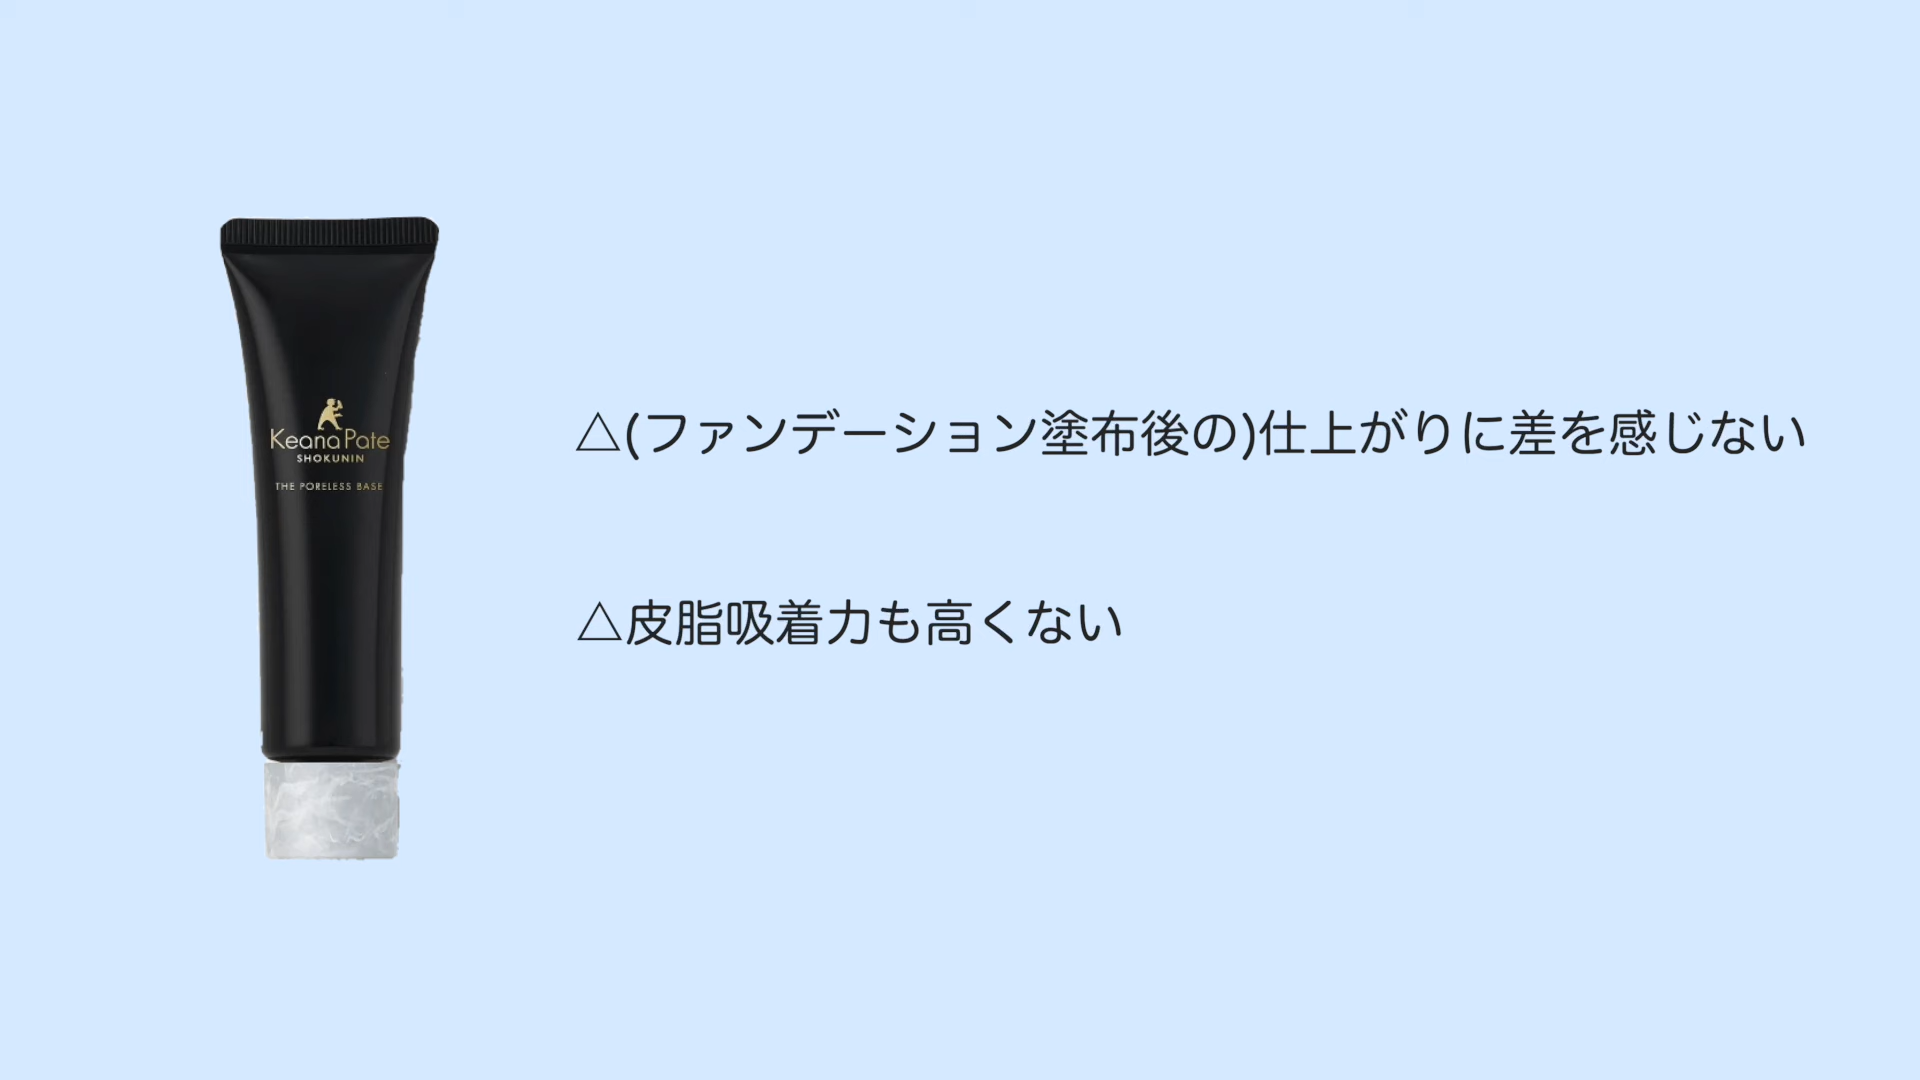 Keana Pate
SHOKUNIN
THE PORELESS BASE
△(ファンデーション塗布後の)仕上がりに差を感じない
△皮脂吸着力も高くない